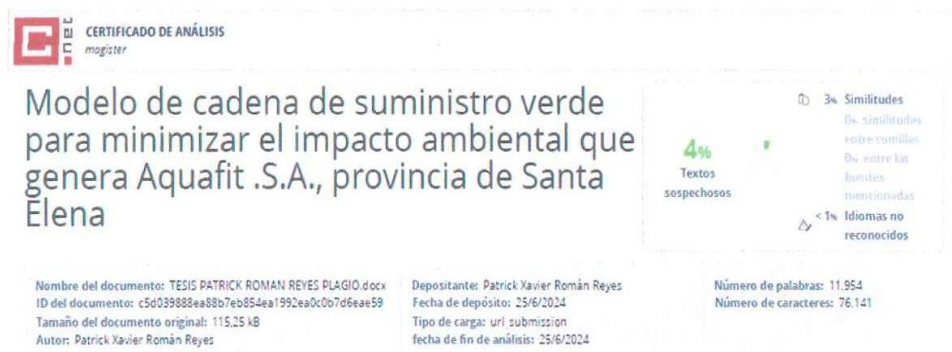 C.net
CERTIFICADO DE ANÁLISIS
magister
Modelo de cadena de suministro verde
para minimizar el impacto ambiental que
genera Aquafit .S.A., provincia de Santa
Elena
4%
Textos
sospechosos
3% Similitudes
0% similitudes
entre comillas
0% entre las
fuentes
mencionadas
< 1% Idiomas no
reconocidos
Nombre del documento: TESIS PATRICK ROMAN REYES PLAGIO.docx
ID del documento: c5d039888ea88b7eb854ea1992ea0c0b7d6eae59
Tamaño del documento original: 115,25 kB
Autor: Patrick Xavier Román Reyes
Depositante: Patrick Xavier Román Reyes
Fecha de depósito: 25/6/2024
Tipo de carga: url_submission
fecha de fin de análisis: 25/6/2024
Número de palabras: 11.954
Número de caracteres: 76.141